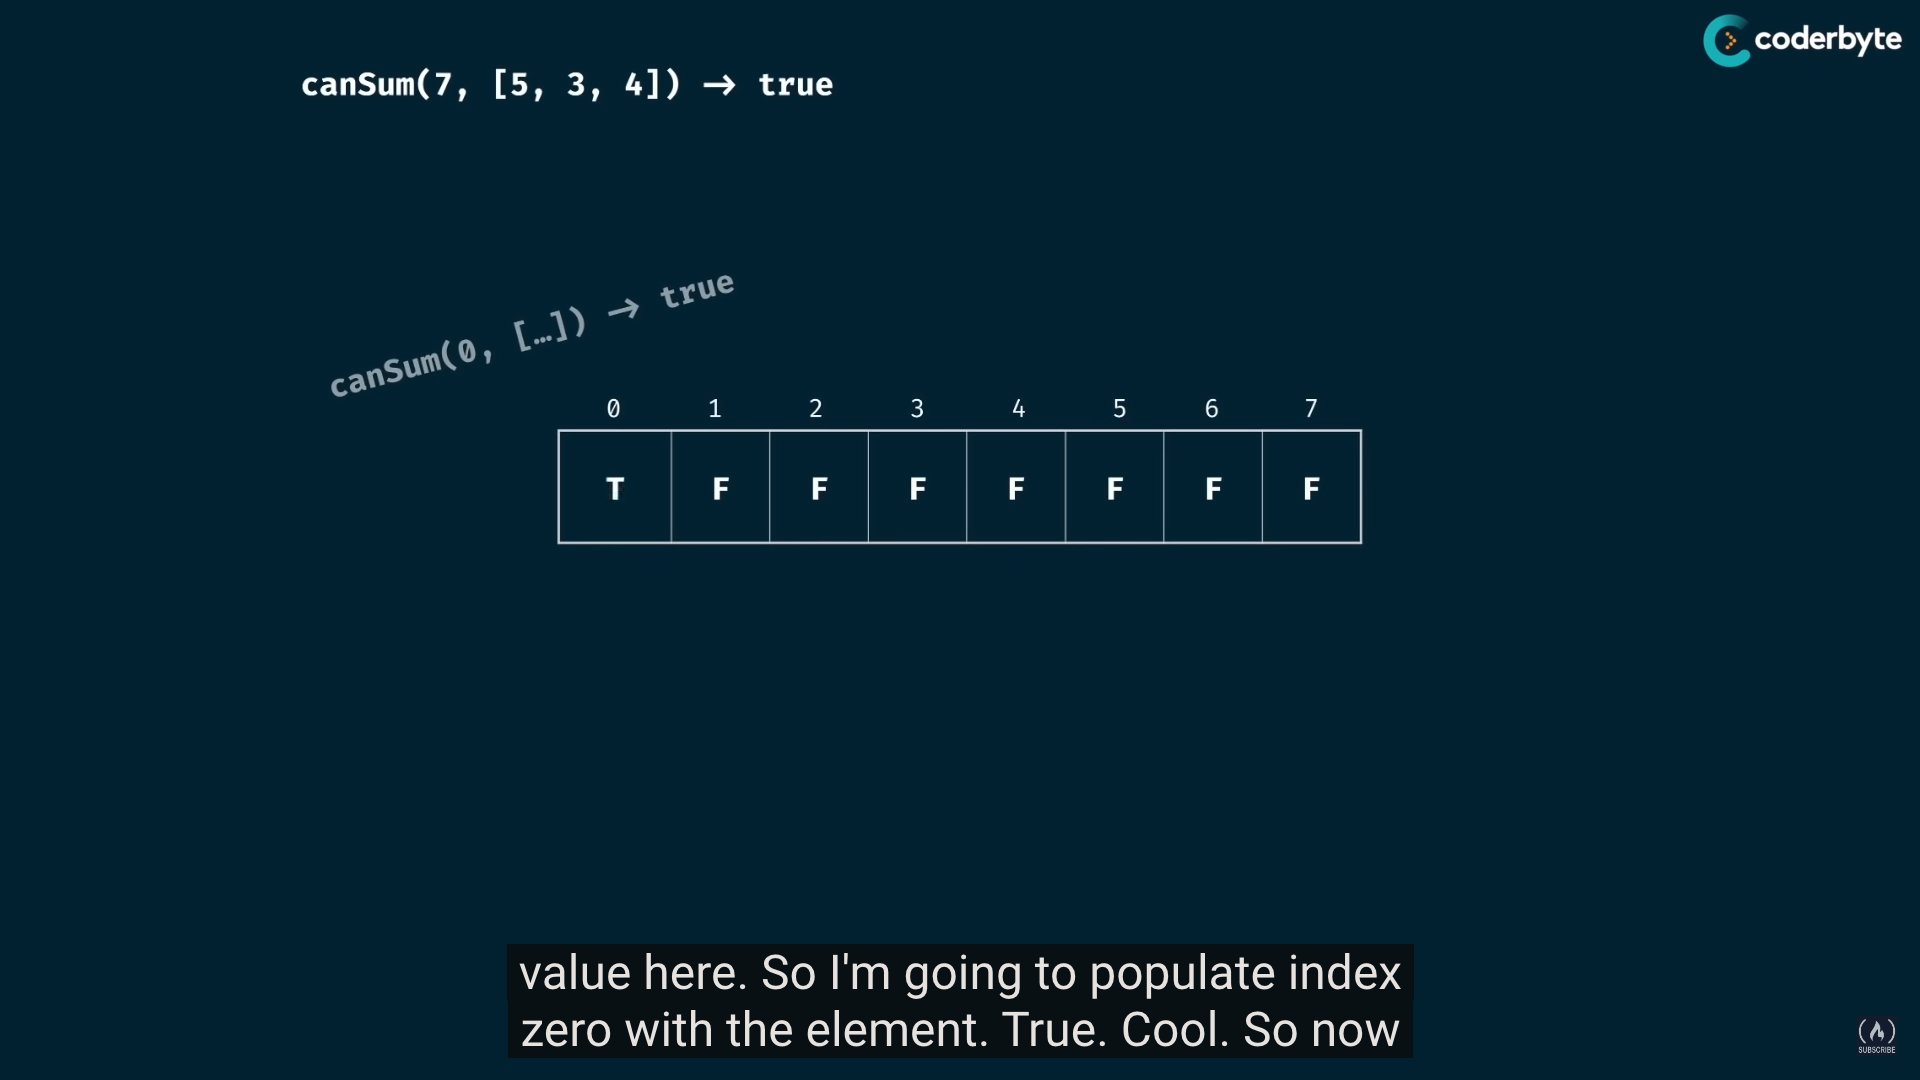 coderbyte
canSum(7, [5, 3, 4]) → true
canSum(0, […]) → true
0 1 2 3 4 5 6 7
T F F F F F F F
value here. So I'm going to populate index
zero with the element. True. Cool. So now
SUBSCRIBE